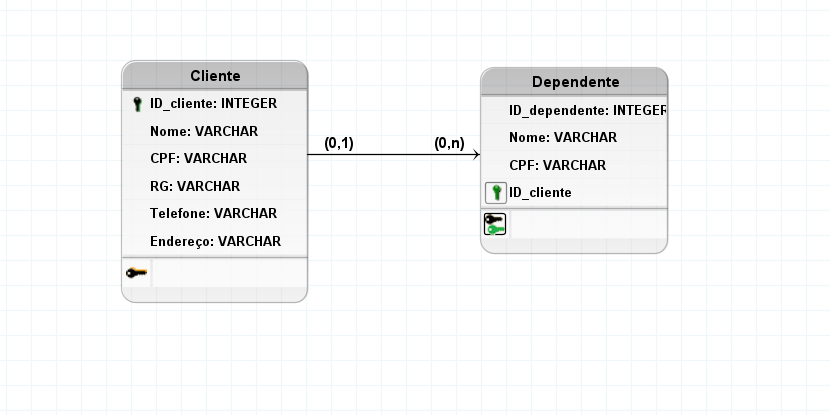 Cliente
ID_cliente: INTEGER
Nome: VARCHAR
CPF: VARCHAR
RG: VARCHAR
Telefone: VARCHAR
Endereço: VARCHAR
(0,1)
(0,n)
Dependente
ID_dependente: INTEGER
Nome: VARCHAR
CPF: VARCHAR
ID_cliente